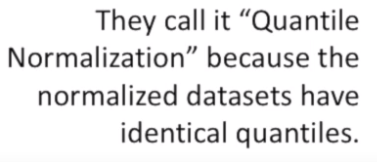 They call it “Quantile
Normalization” because the
normalized datasets have
identical quantiles.